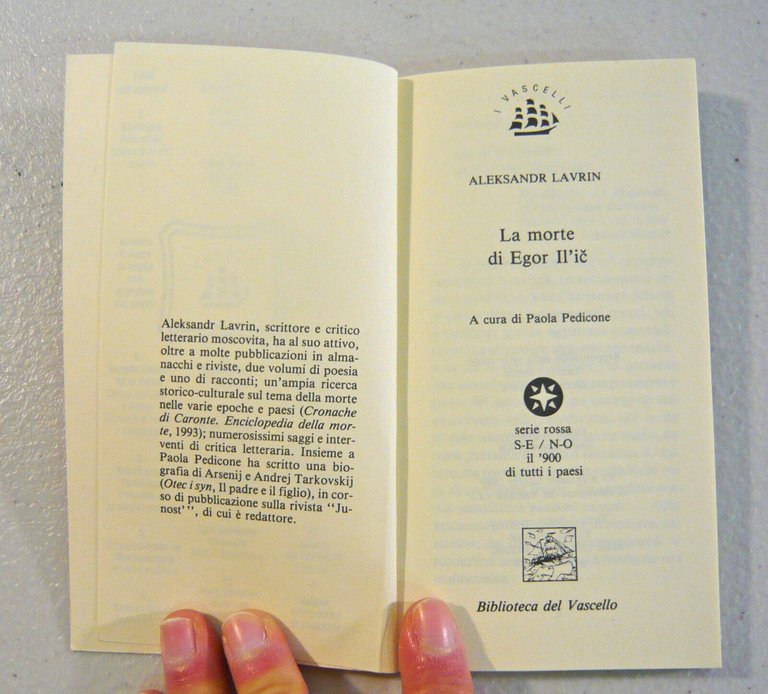 Aleksandr Lavrin, scrittore e critico
letterario moscovita, ha al suo attivo,
oltre a molte pubblicazioni in alma-
nacchi e riviste, due volumi di poesia
e uno di racconti; un'ampia ricerca
storico-culturale sul tema della morte
nelle varie epoche e paesi (Cronache
di Caronte. Enciclopedia della mor-
te, 1993); numerosissimi saggi e inter-
venti di critica letteraria. Insieme a
Paola Pedicone ha scritto una bio-
grafia di Arsenij e Andrej Tarkovskij
(Otec i syn, Il padre e il figlio), in cor-
so di pubblicazione sulla rivista "Ju-
nost'", di cui è redattore.
I VASCELLI
ALEKSANDR LAVRIN
La morte
di Egor Il'ič
A cura di Paola Pedicone
serie rossa
S-E / N-O
il '900
di tutti i paesi
Biblioteca del Vascello